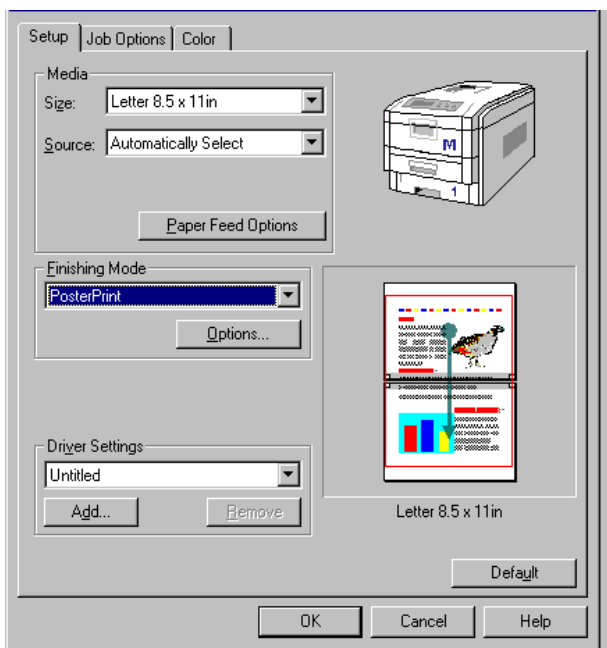 Setup Job Options Color
Media
Size: Letter 8.5 x 11in
Source: Automatically Select
Paper Feed Options
M
1
Finishing Mode
PosterPrint
Options...
Driver Settings
Untitled
Add... Remove
Letter 8.5 x 11in
Default
OK Cancel Help